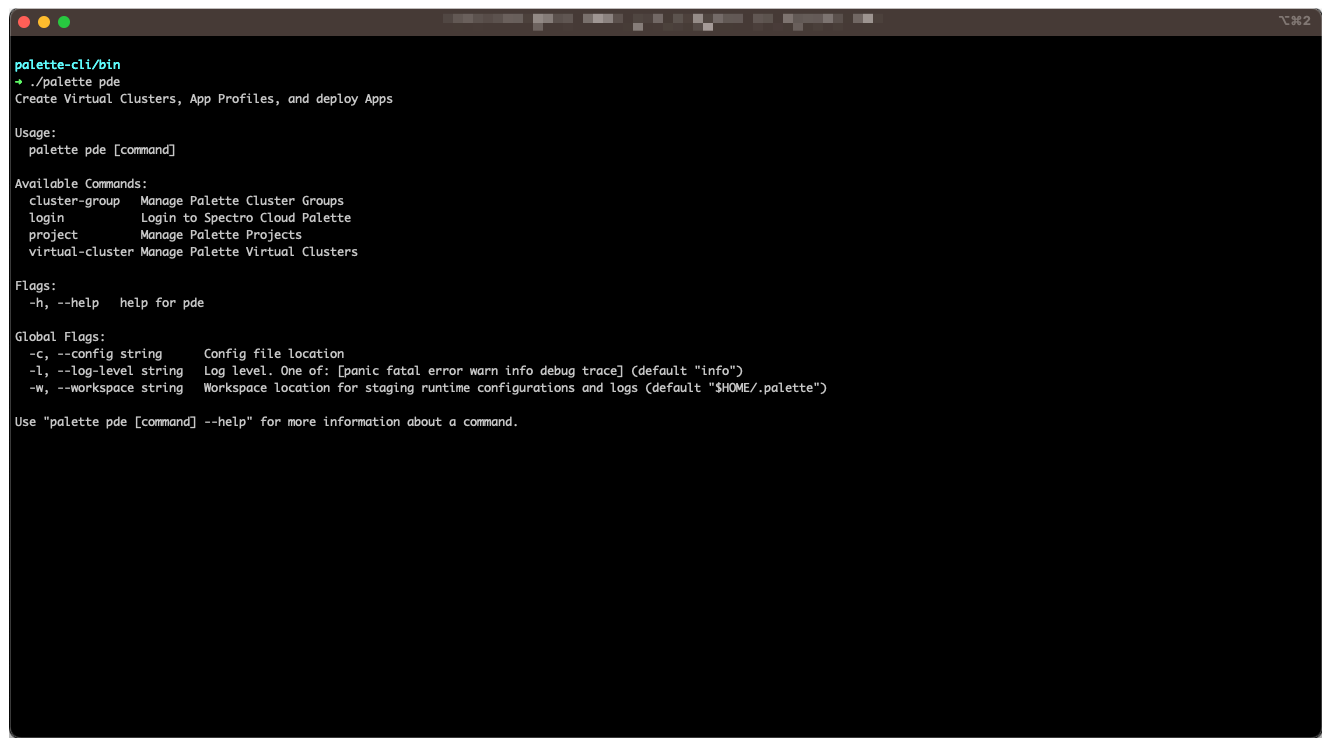 ⌥⌘2
palette-cli/bin
➜ ./palette pde
Create Virtual Clusters, App Profiles, and deploy Apps

Usage:
  palette pde [command]

Available Commands:
  cluster-group   Manage Palette Cluster Groups
  login           Login to Spectro Cloud Palette
  project         Manage Palette Projects
  virtual-cluster Manage Palette Virtual Clusters

Flags:
  -h, --help   help for pde

Global Flags:
  -c, --config string      Config file location
  -l, --log-level string   Log level. One of: [panic fatal error warn info debug trace] (default "info")
  -w, --workspace string   Workspace location for staging runtime configurations and logs (default "$HOME/.palette")

Use "palette pde [command] --help" for more information about a command.